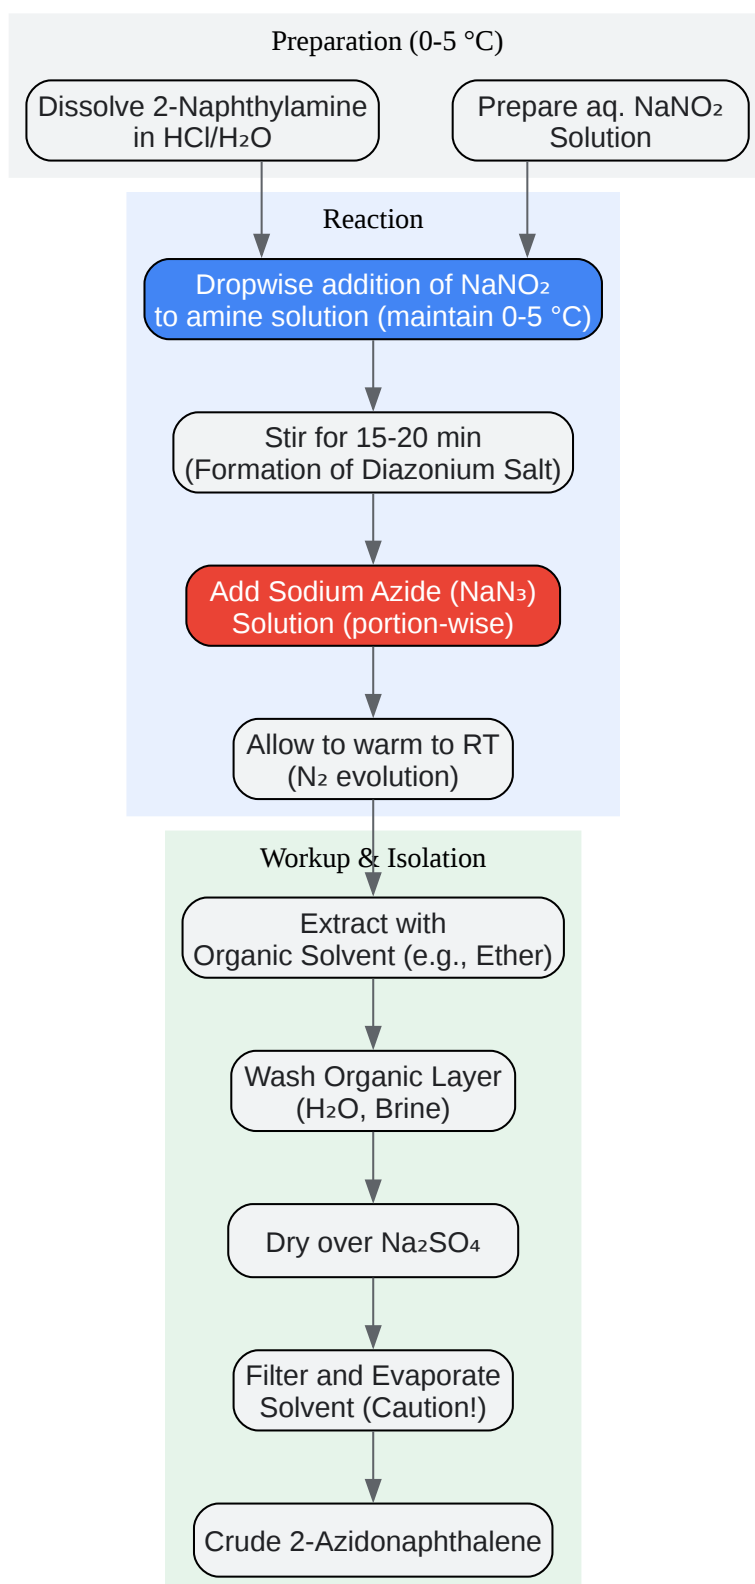 Preparation (0-5 °C)
Dissolve 2-Naphthylamine
in HCl/H₂O
Prepare aq. NaNO₂
Solution
Reaction
Dropwise addition of NaNO₂
to amine solution (maintain 0-5 °C)
Stir for 15-20 min
(Formation of Diazonium Salt)
Add Sodium Azide (NaN₃)
Solution (portion-wise)
Allow to warm to RT
(N₂ evolution)
Workup & Isolation
Extract with
Organic Solvent (e.g., Ether)
Wash Organic Layer
(H₂O, Brine)
Dry over Na₂SO₄
Filter and Evaporate
Solvent (Caution!)
Crude 2-Azidonaphthalene